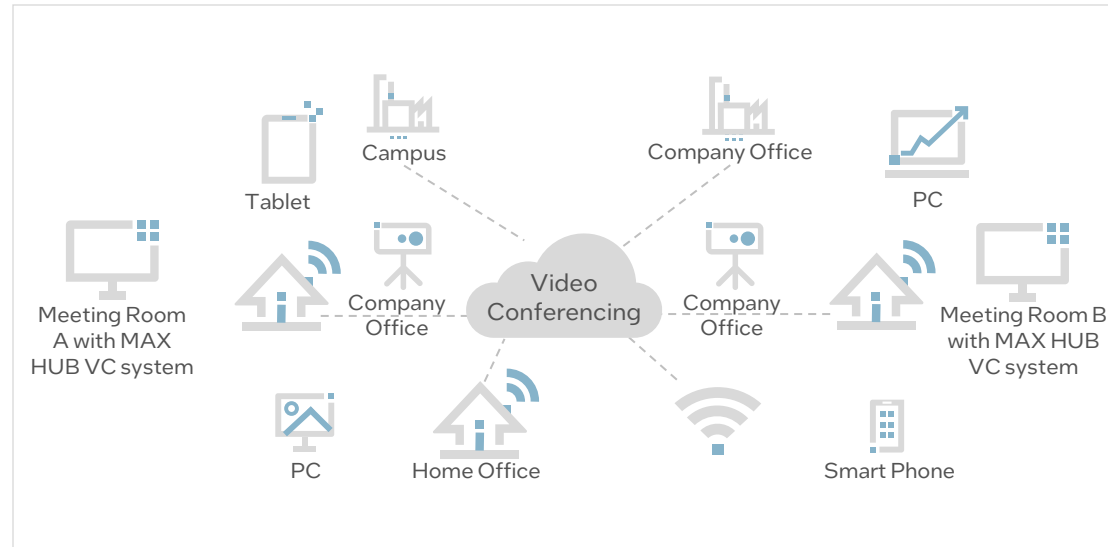 Campus
Company Office
Tablet
PC
Video
Conferencing
Company
Office
Company
Office
Meeting Room
A with MAX
HUB VC system
Meeting Room B
with MAX HUB
VC system
PC
Home Office
Smart Phone